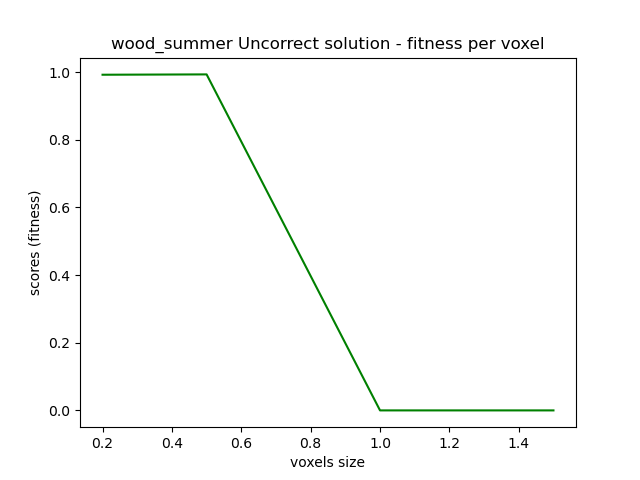 wood_summer Uncorrect solution - fitness per voxel
1.0
0.8
0.6
0.4
0.2
0.0
scores (fitness)
0.2 0.4 0.6 0.8 1.0 1.2 1.4
voxels size